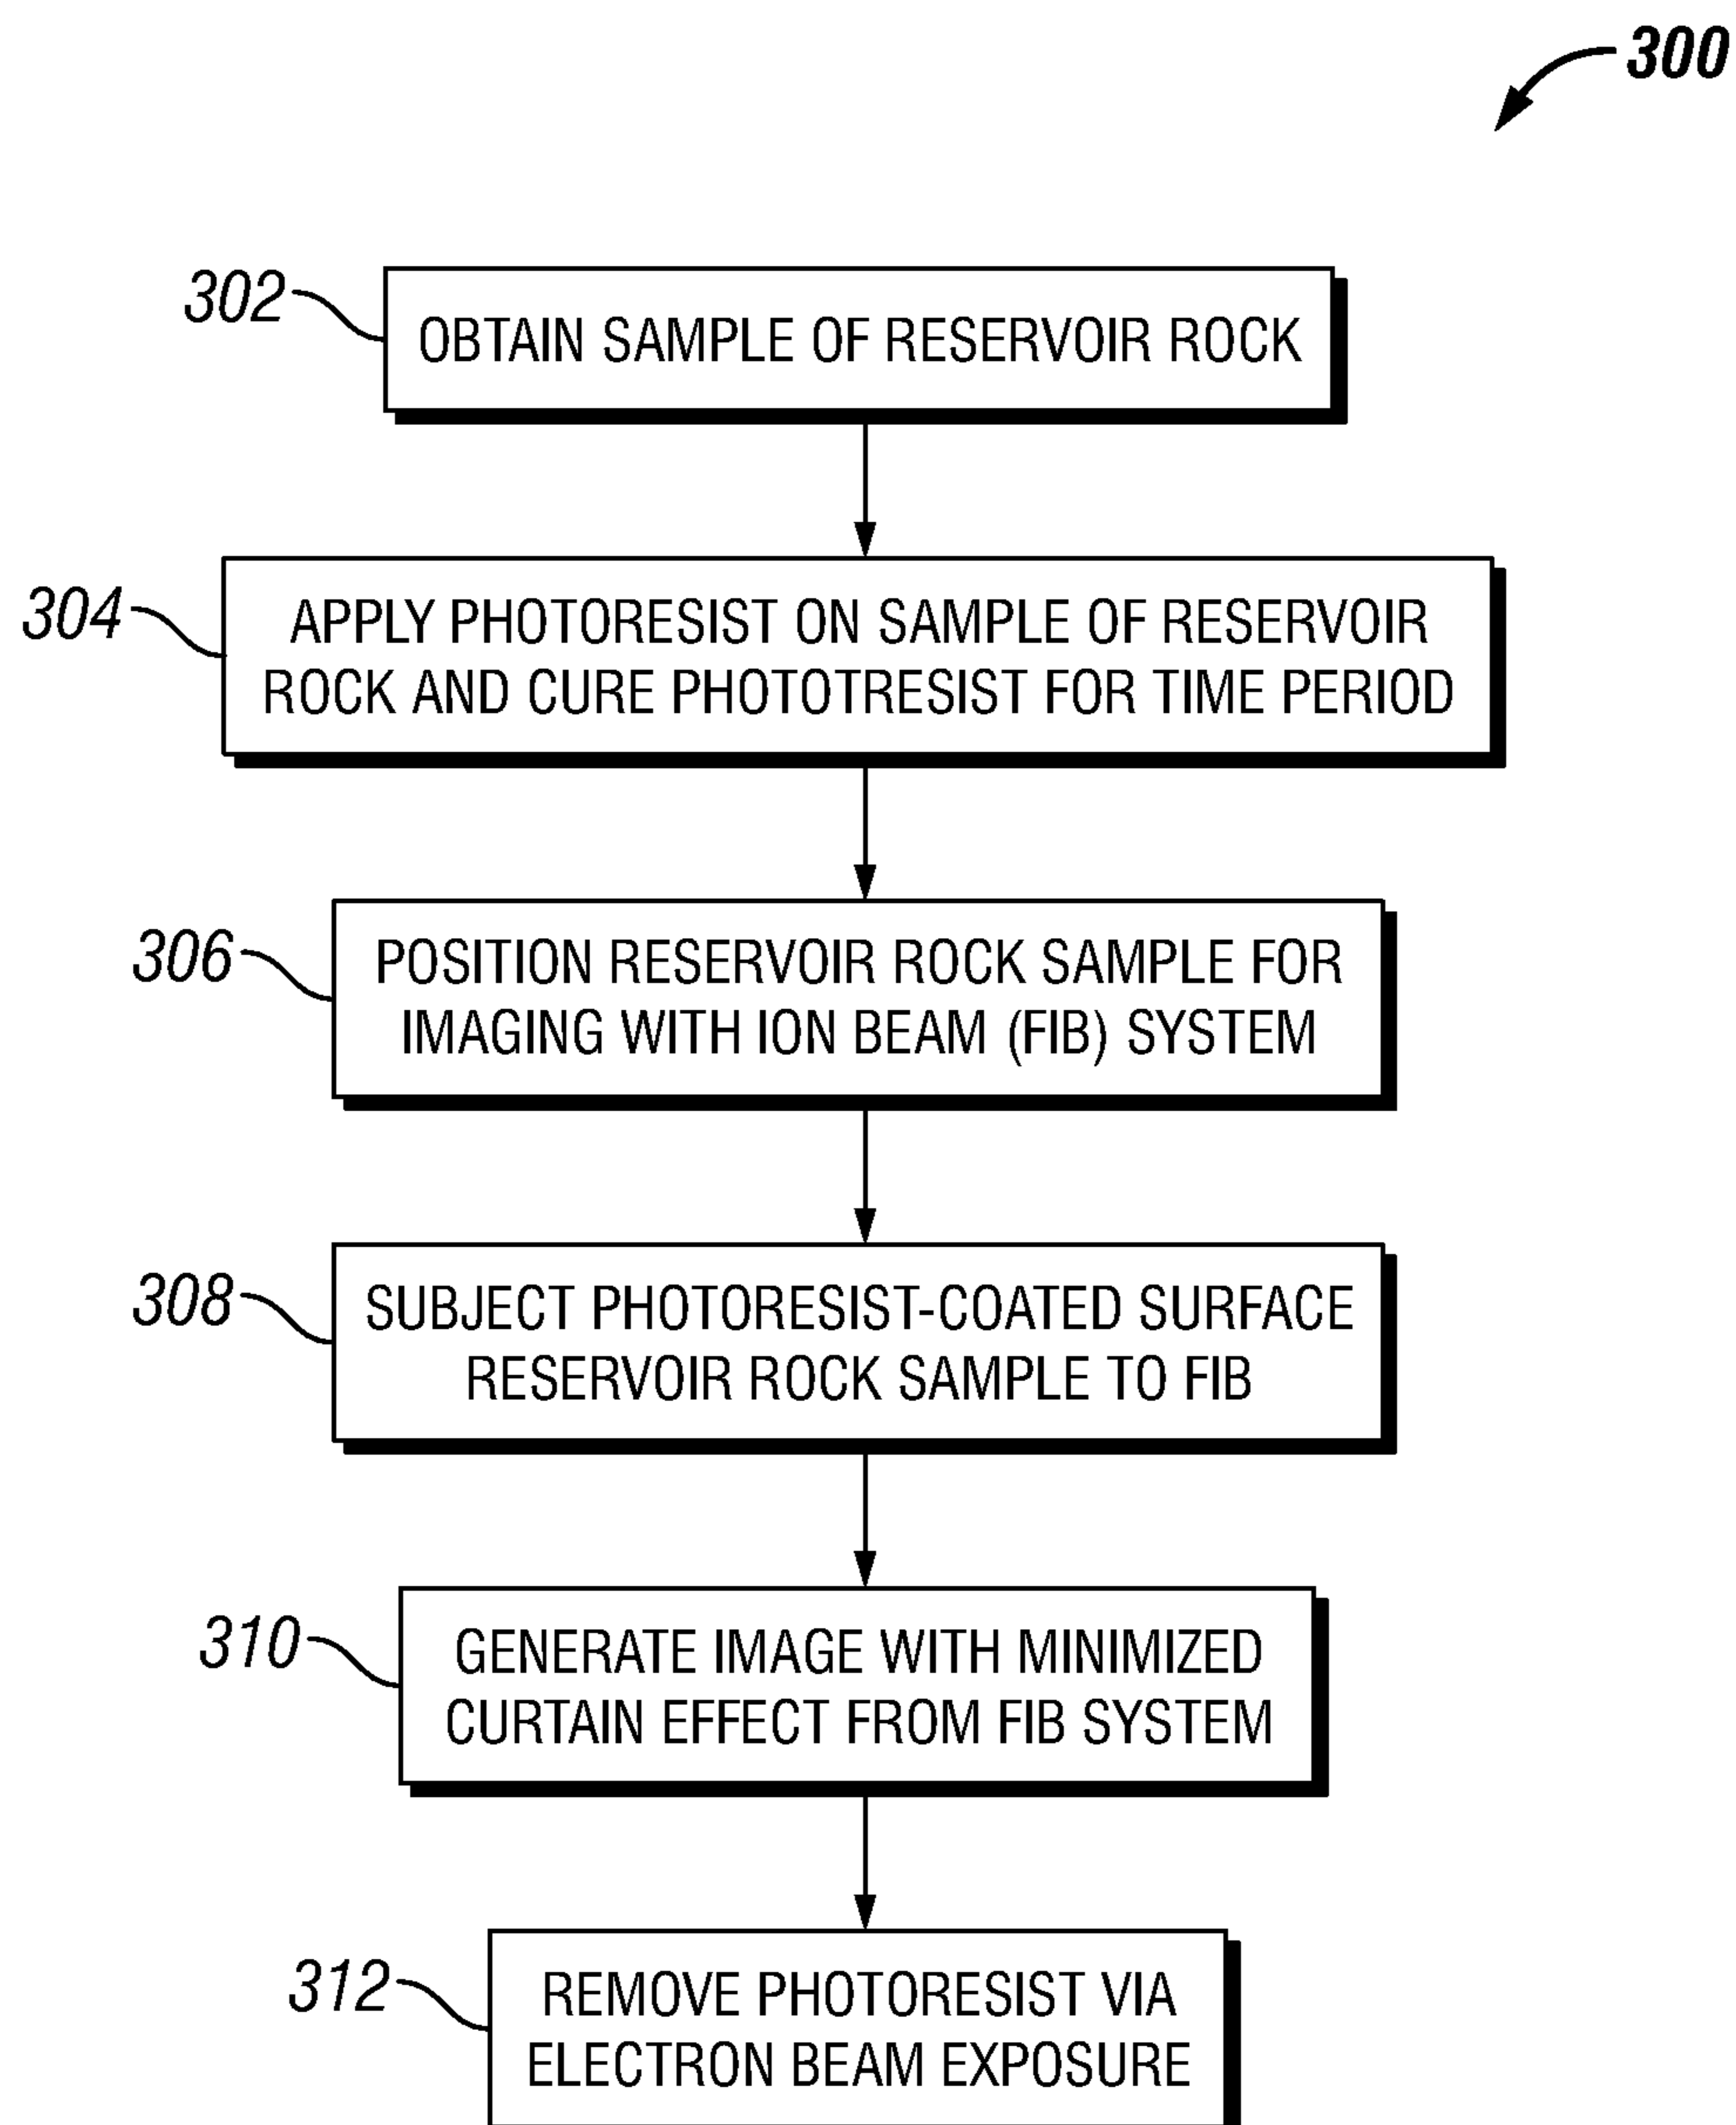 300
302
OBTAIN SAMPLE OF RESERVOIR ROCK
304
APPLY PHOTORESIST ON SAMPLE OF RESERVOIR
ROCK AND CURE PHOTOTRESIST FOR TIME PERIOD
306
POSITION RESERVOIR ROCK SAMPLE FOR
IMAGING WITH ION BEAM (FIB) SYSTEM
308
SUBJECT PHOTORESIST-COATED SURFACE
RESERVOIR ROCK SAMPLE TO FIB
310
GENERATE IMAGE WITH MINIMIZED
CURTAIN EFFECT FROM FIB SYSTEM
312
REMOVE PHOTORESIST VIA
ELECTRON BEAM EXPOSURE